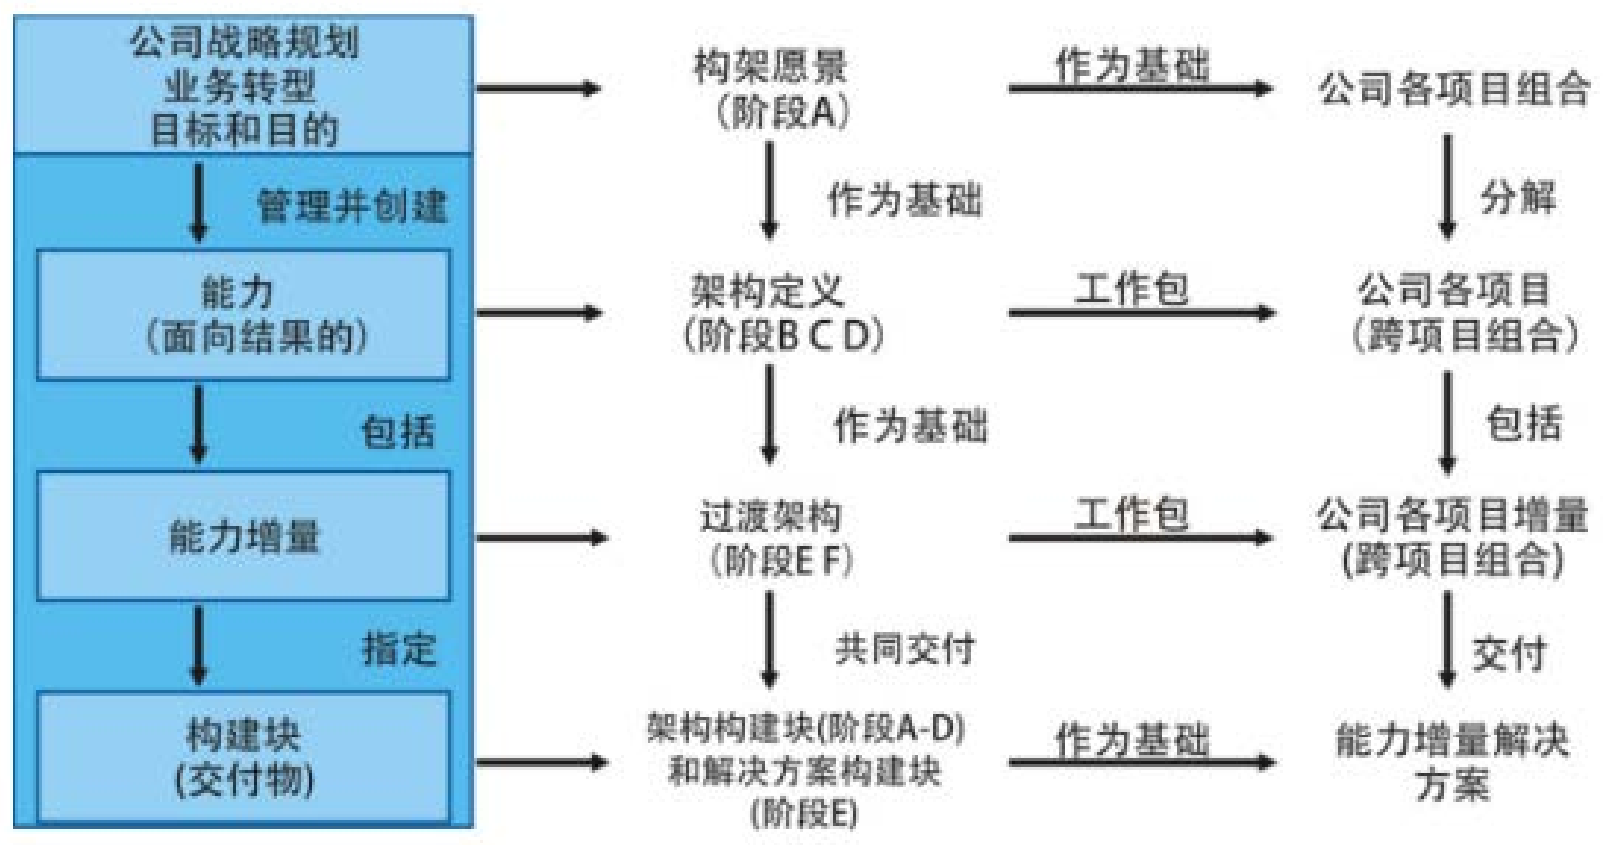 公司战略规划
业务转型
目标和目的
构架愿景
（阶段A）
作为基础
公司各项目组合
管理并创建
作为基础
分解
能力
（面向结果的）
架构定义
（阶段B C D）
工作包
公司各项目
（跨项目组合）
包括
作为基础
包括
能力增量
过渡架构
（阶段E F）
工作包
公司各项目增量
(跨项目组合)
指定
共同交付
交付
构建块
(交付物)
架构构建块(阶段A-D)
和解决方案构建块
(阶段E)
作为基础
能力增量解决
方案